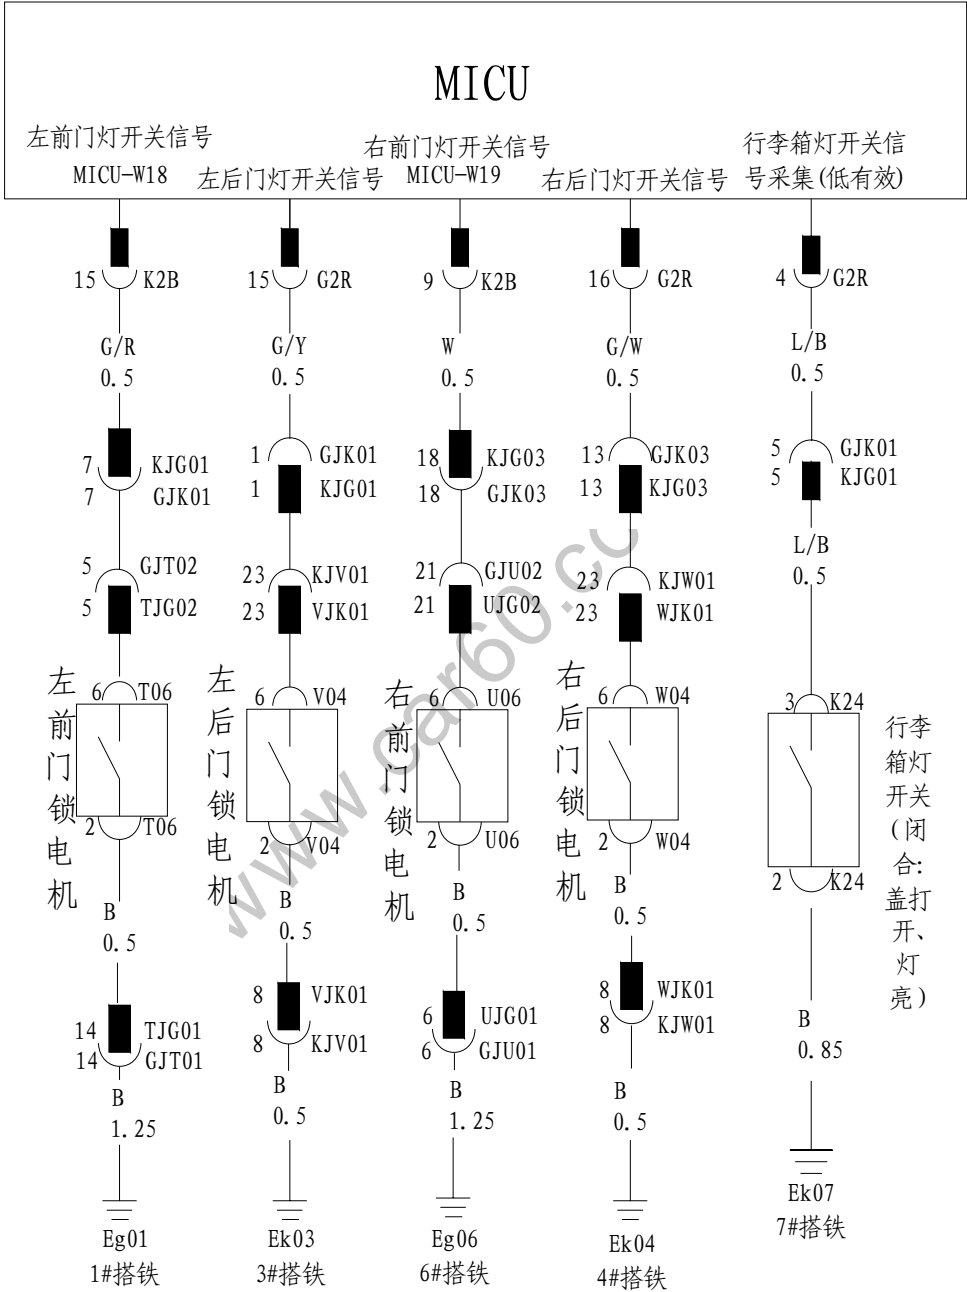 MICU
左前门灯开关信号
MICU-W18
左后门灯开关信号
右前门灯开关信号
MICU-W19
右后门灯开关信号
行李箱灯开关信
号采集(低有效)
15 K2B
15 G2R
9 K2B
16 G2R
4 G2R
G/R
0.5
G/Y
0.5
W
0.5
G/W
0.5
L/B
0.5
7 KJG01
7 GJK01
1 GJK01
1 KJG01
18 KJG03
18 GJK03
13 GJK03
13 KJG03
5 GJK01
5 KJG01
L/B
0.5
5 GJT02
5 TJG02
23 KJV01
23 VJK01
21 GJU02
21 UJG02
23 KJW01
23 WJK01
左前门锁电机
6 T06
2 T06
左后门锁电机
6 V04
2 V04
右前门锁电机
6 U06
2 U06
右后门锁电机
6 W04
2 W04
3 K24
2 K24
行李
箱灯
开关
(闭
合:
盖打
开、
灯
亮)
B
0.5
B
0.5
B
0.5
B
0.5
B
0.85
14 TJG01
14 GJT01
8 VJK01
8 KJV01
6 UJG01
6 GJU01
8 WJK01
8 KJW01
B
1.25
B
0.5
B
1.25
B
0.5
Eg01
1#搭铁
Ek03
3#搭铁
Eg06
6#搭铁
Ek04
4#搭铁
Ek07
7#搭铁
www.car60.co